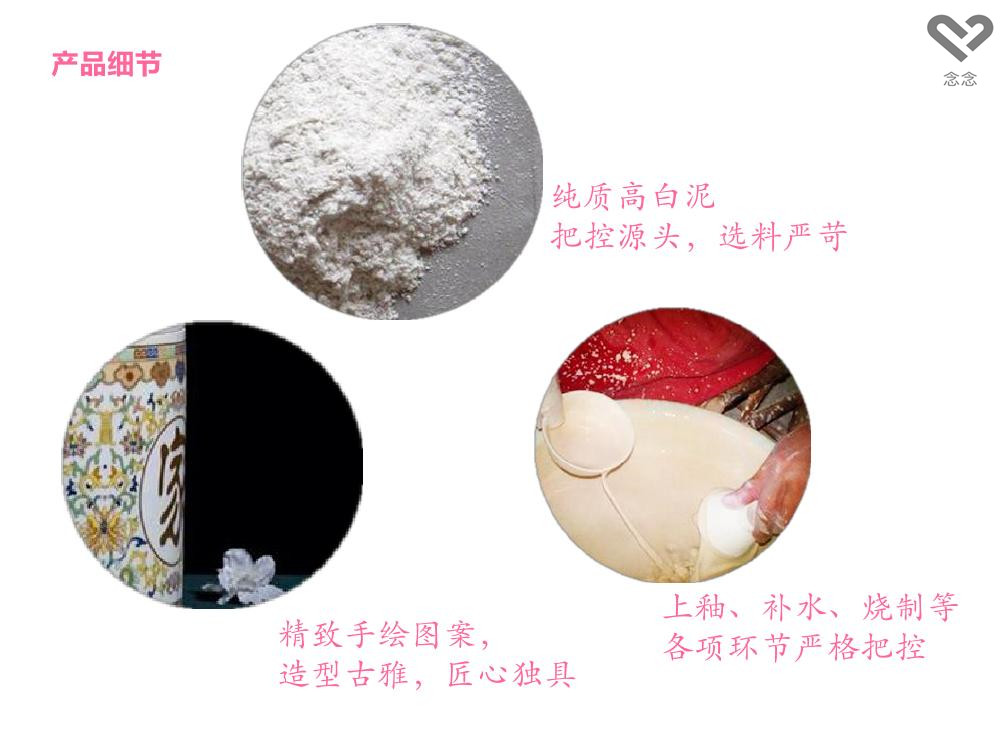 产品细节
念念
纯质高白泥
把控源头，选料严苛
家
精致手绘图案，
造型古雅，匠心独具
上釉、补水、烧制等
各项环节严格把控